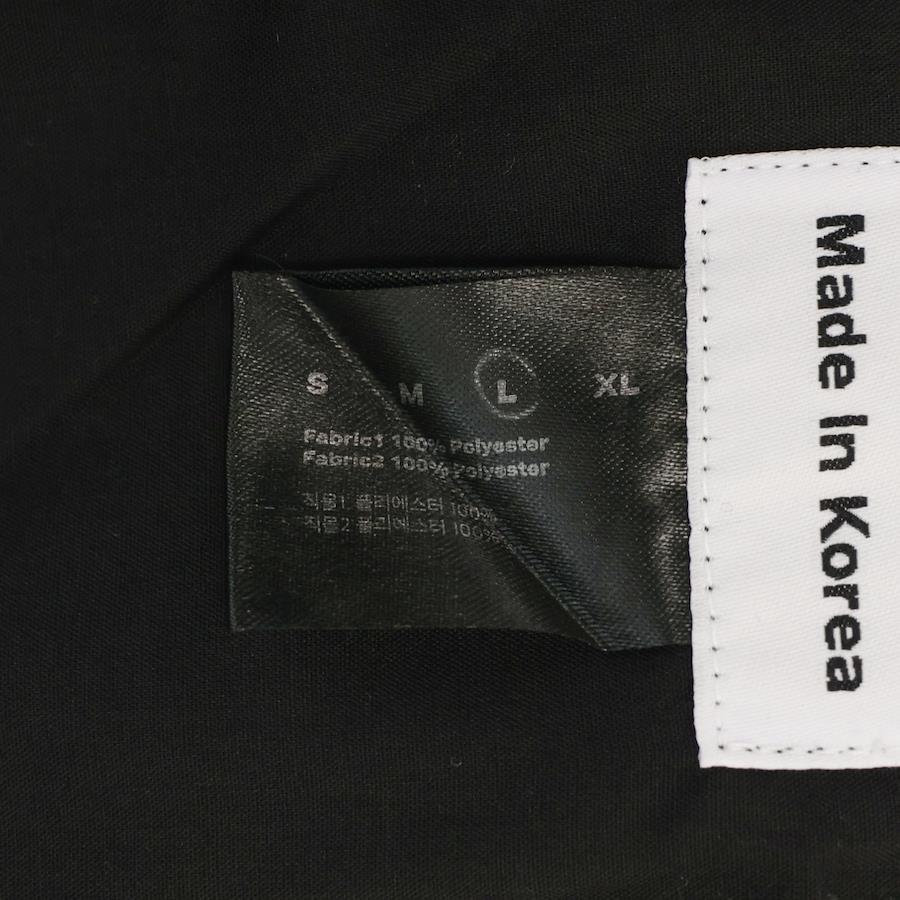 S M L XL
Fabric1 100% Polyester
Fabric2 100% Polyester
직물1 폴리에스터 100%
직물2 폴리에스터 100%
Made In Korea